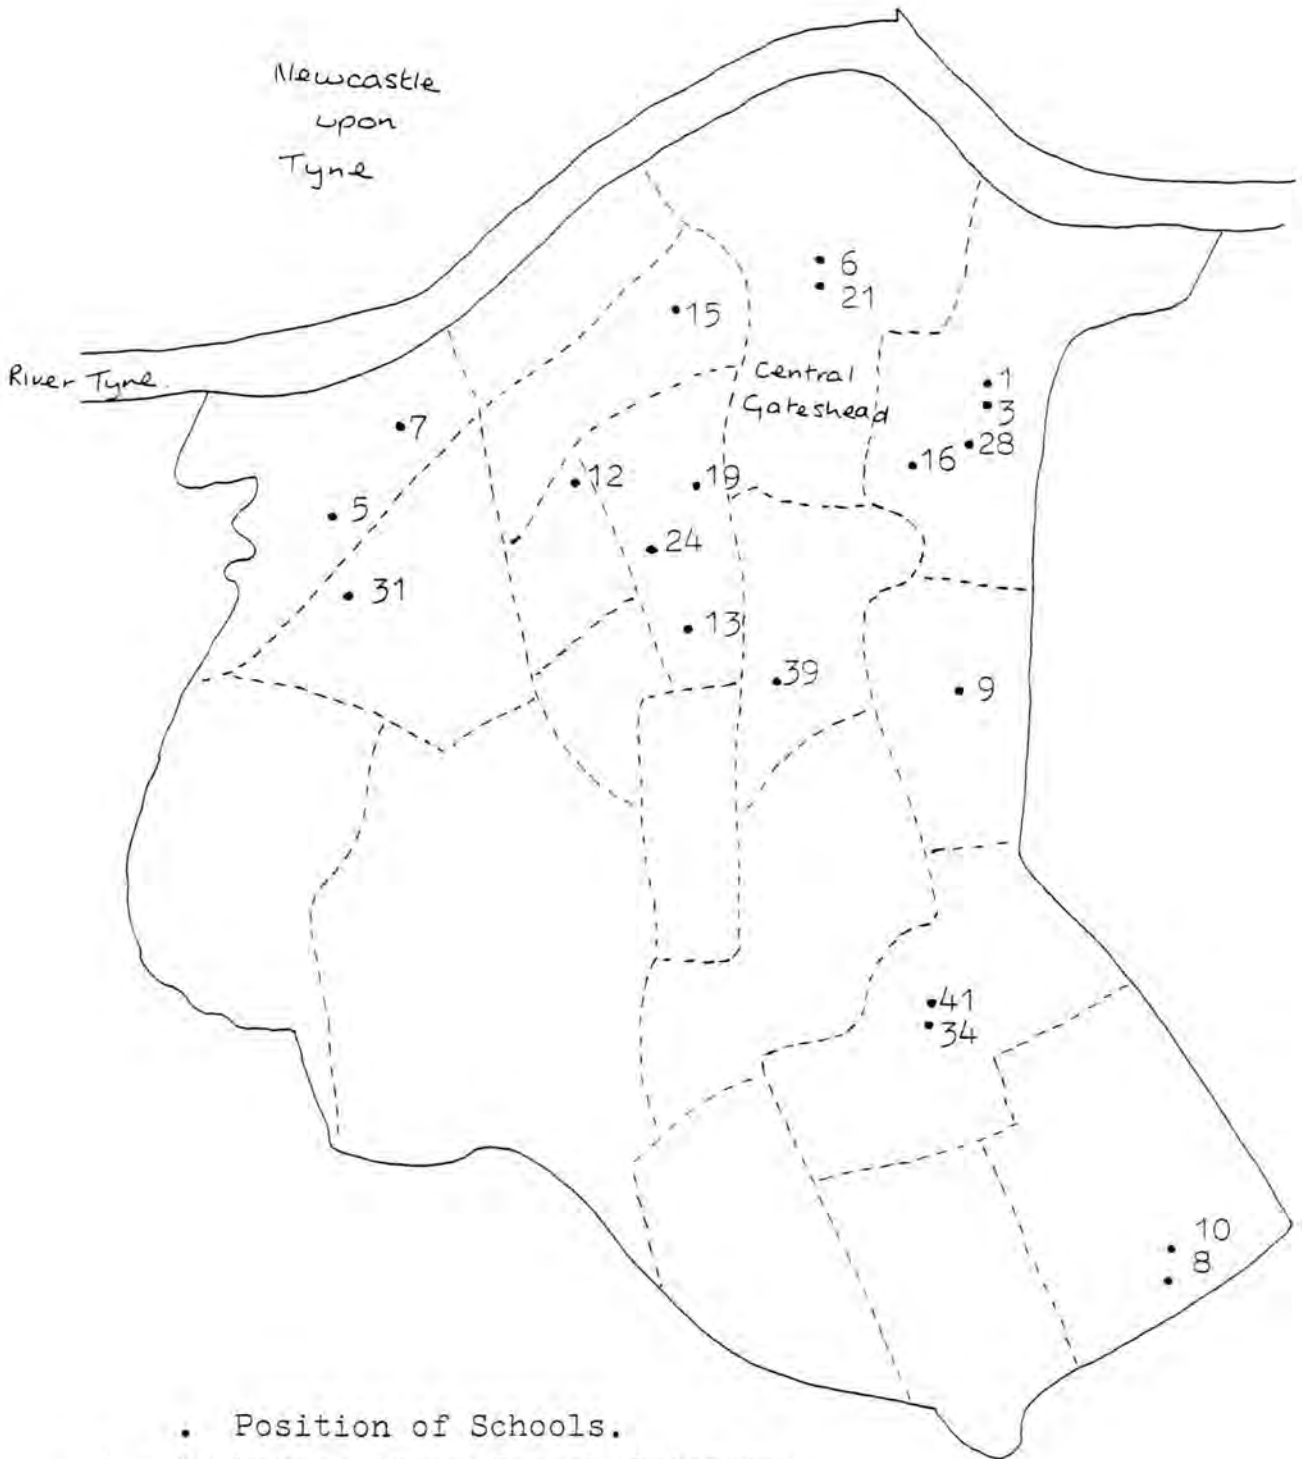 Newcastle
upon
Tyne
6
21
15
River Tyne.
Central
Gateshead
1
3
7
28
16
12
19
5
24
31
13
39
9
41
34
10
8
. Position of Schools.